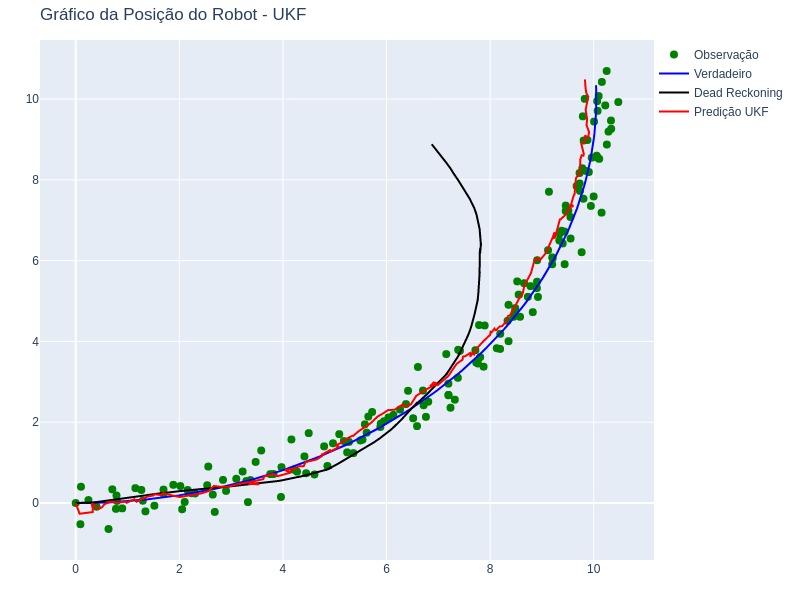 Gráfico da Posição do Robot - UKF
Observação
Verdadeiro
Dead Reckoning
Predição UKF
10
8
6
4
2
0
0 2 4 6 8 10